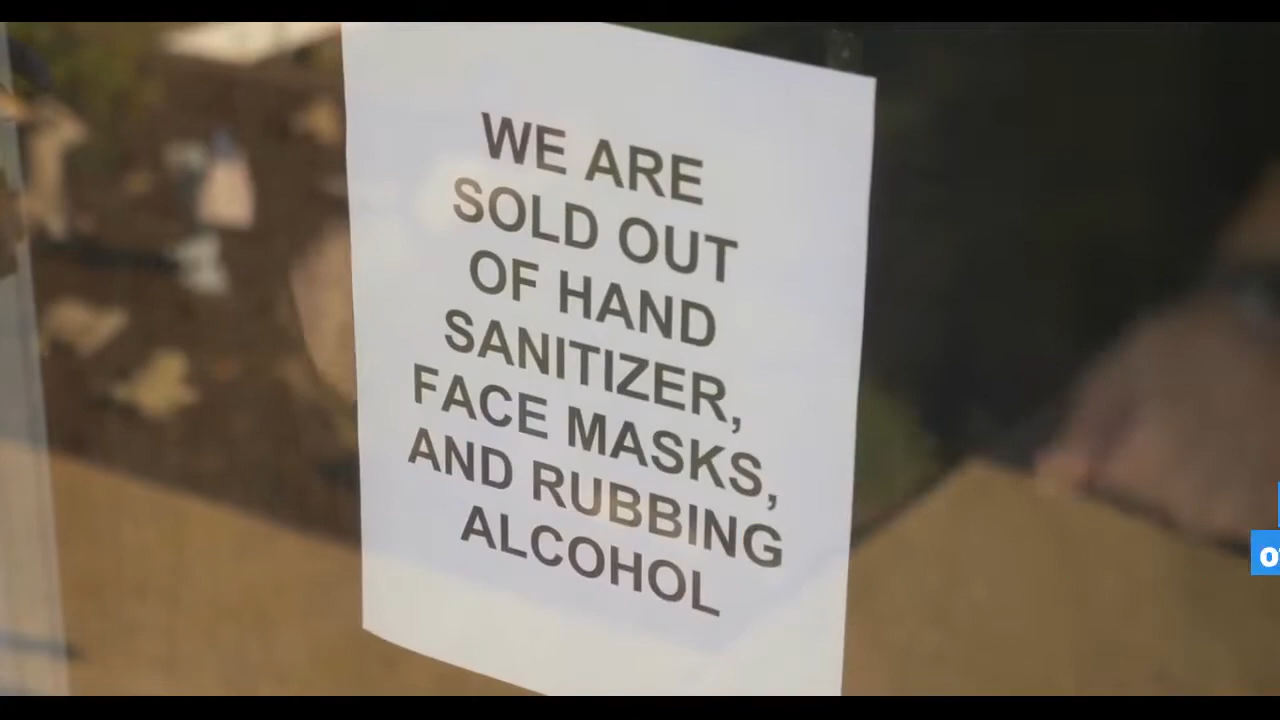 WE ARE
SOLD OUT
OF HAND
SANITIZER,
FACE MASKS,
AND RUBBING
ALCOHOL